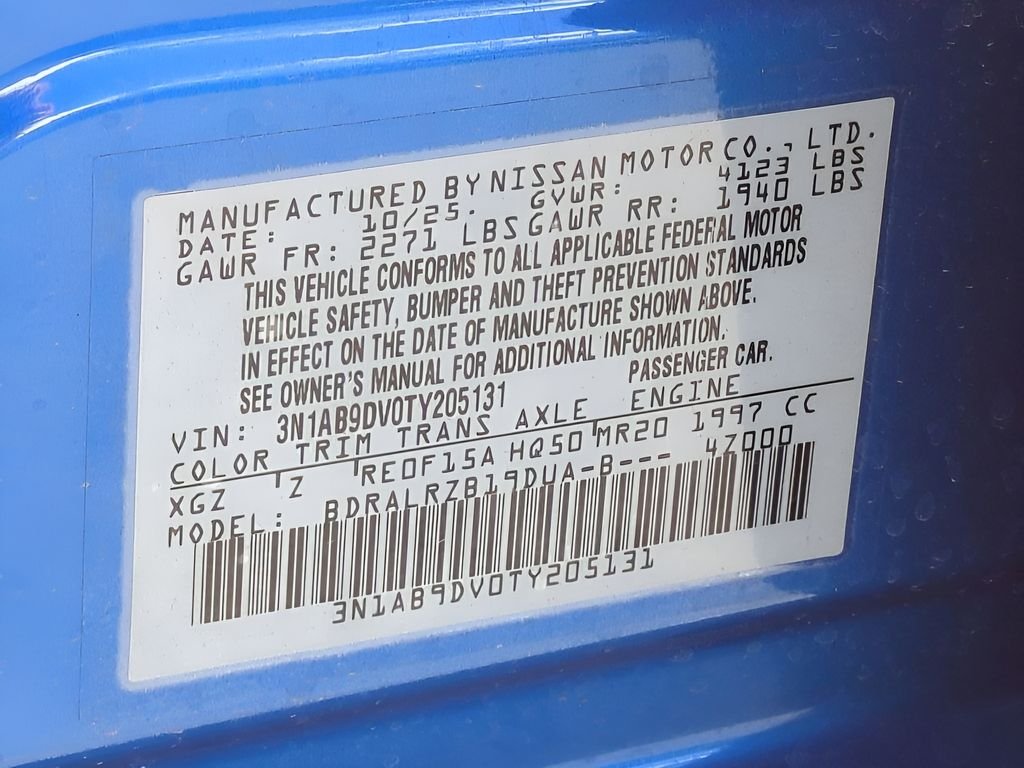 MANUFACTURED BY NISSAN MOTOR CO., LTD.
DATE: 10/25. GVWR: 4123 LBS
GAWR FR: 2271 LBS GAWR RR: 1940 LBS
THIS VEHICLE CONFORMS TO ALL APPLICABLE FEDERAL MOTOR
VEHICLE SAFETY, BUMPER AND THEFT PREVENTION STANDARDS
IN EFFECT ON THE DATE OF MANUFACTURE SHOWN ABOVE.
SEE OWNER'S MANUAL FOR ADDITIONAL INFORMATION.
VIN: 3N1AB9DV0TY205131 PASSENGER CAR.
COLOR TRIM TRANS AXLE ENGINE
XGZ Z RE0F15A HQ50 MR20 1997 CC
MODEL: BDRALRZB19DUA-B--- 4Z000
3N1AB9DV0TY205131